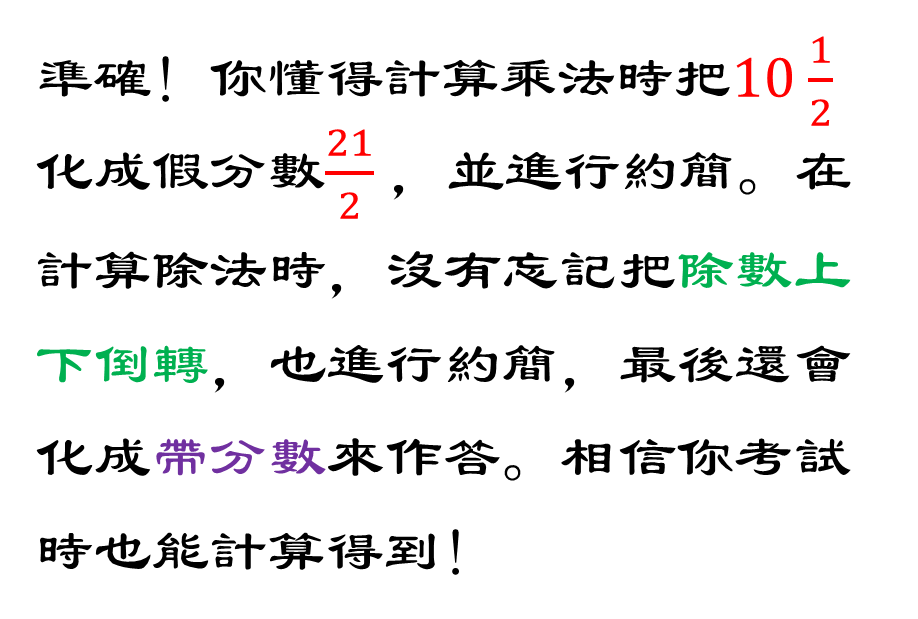 準確！你懂得計算乘法時把10 1/2
化成假分數21/2，並進行約簡。在
計算除法時，沒有忘記把除數上
下倒轉，也進行約簡，最後還會
化成帶分數來作答。相信你考試
時也能計算得到！